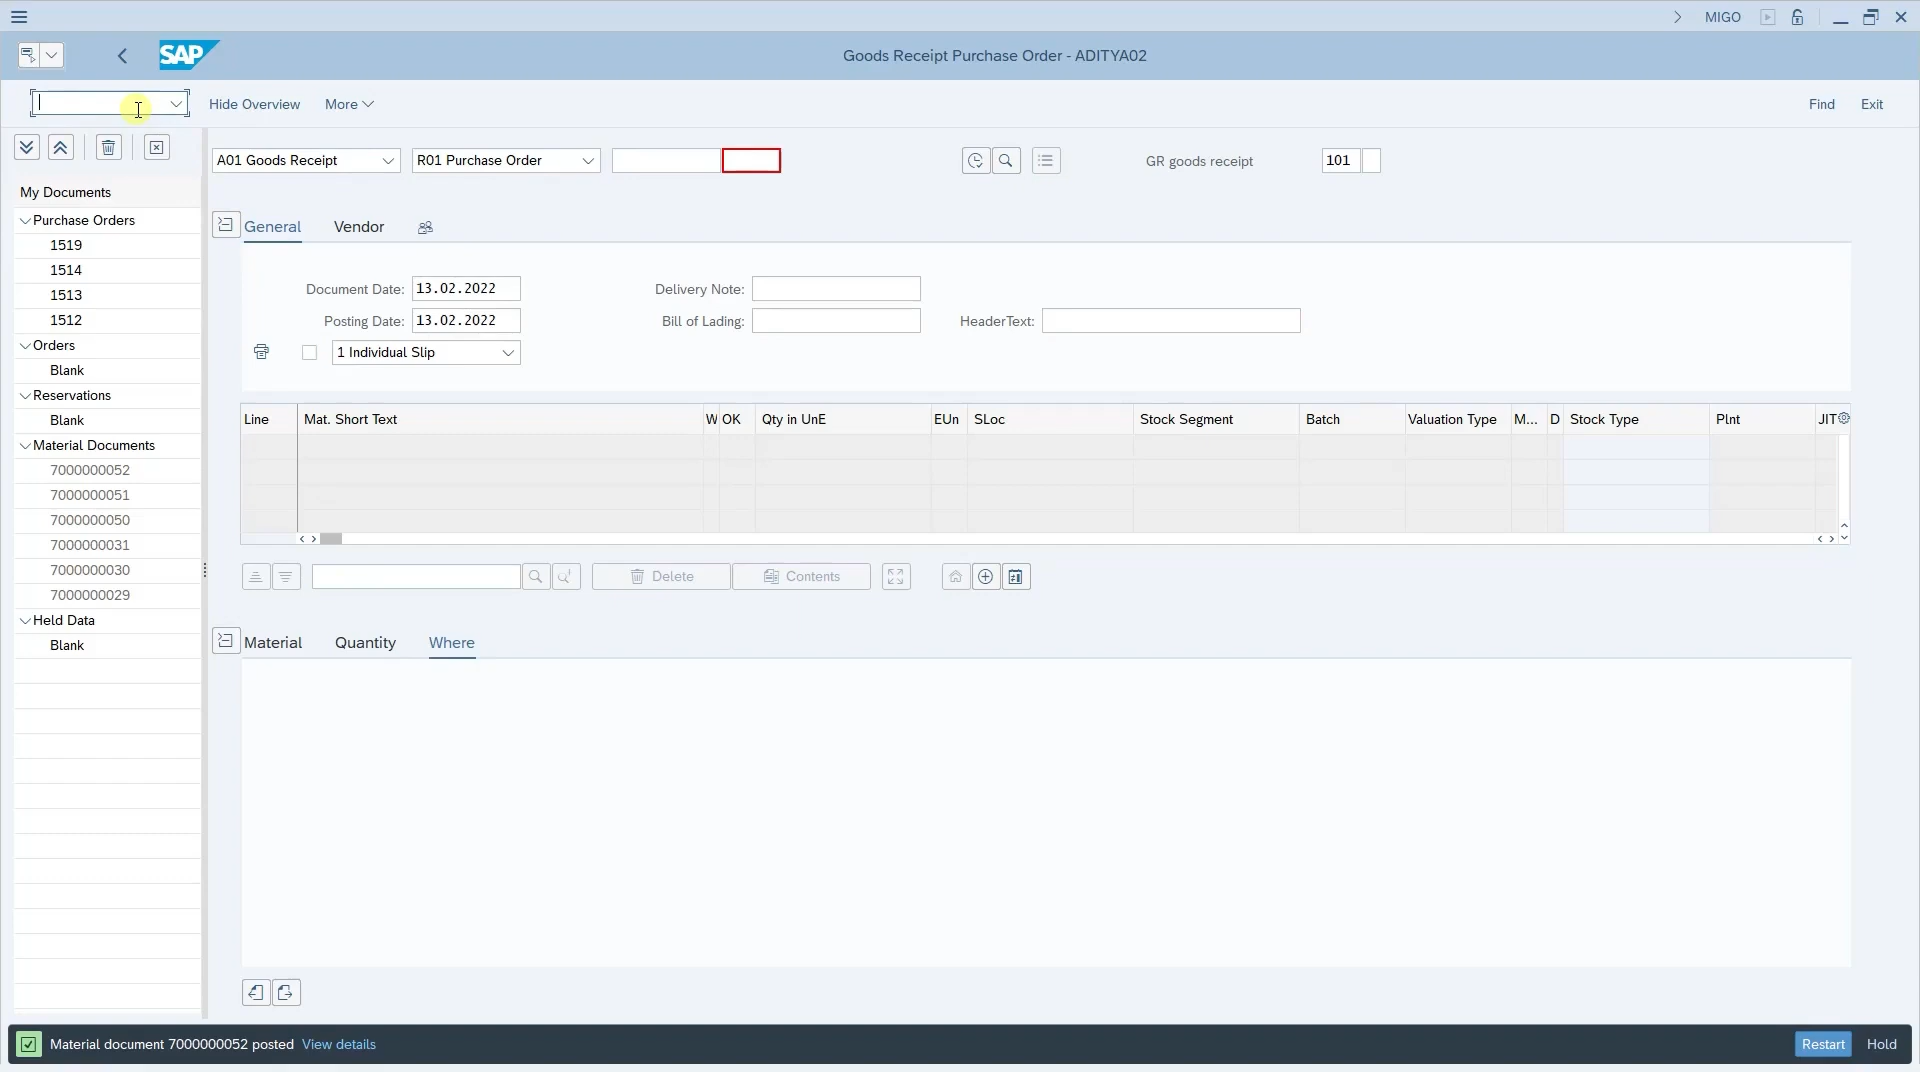 MIGO
SAP
Goods Receipt Purchase Order - ADITYA02
Hide Overview More Find Exit
A01 Goods Receipt R01 Purchase Order GR goods receipt 101
My Documents
Purchase Orders
1519
1514
1513
1512
Orders
Blank
Reservations
Blank
Material Documents
7000000052
7000000051
7000000050
7000000031
7000000030
7000000029
Held Data
Blank
General Vendor
Document Date: 13.02.2022 Delivery Note:
Posting Date: 13.02.2022 Bill of Lading: HeaderText:
1 Individual Slip
Line Mat. Short Text W OK Qty in UnE EUn SLoc Stock Segment Batch Valuation Type M... D Stock Type Plnt JIT
Delete Contents
Material Quantity Where
Material document 7000000052 posted View details Restart Hold